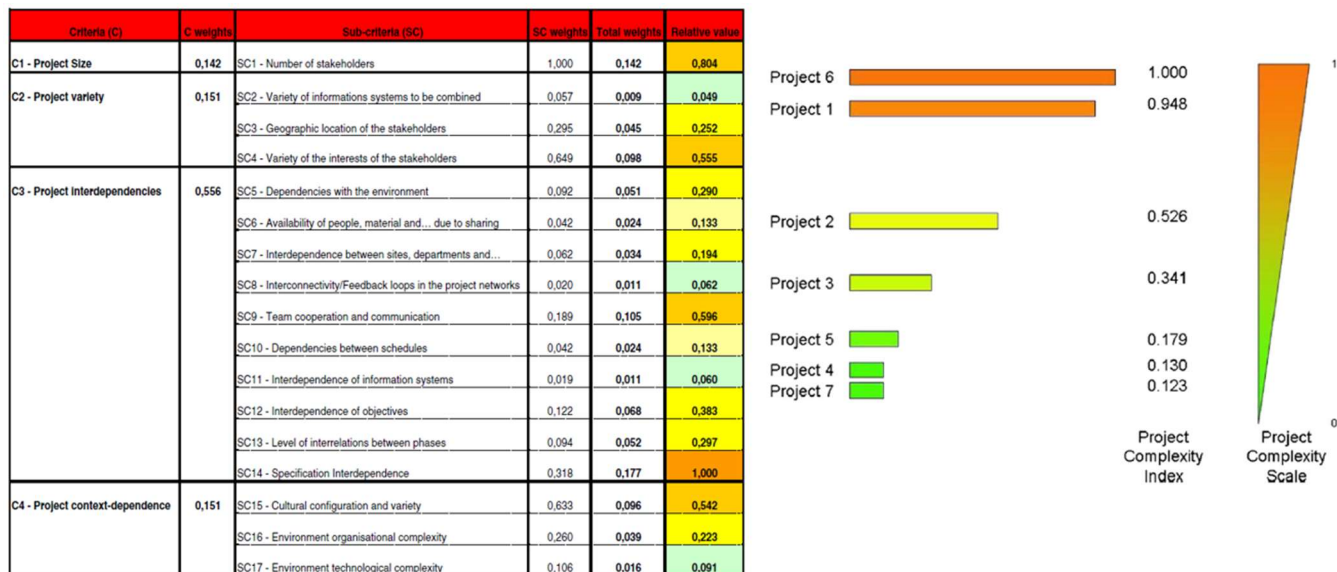 Criteria (C) C weights Sub-criteria (SC) SC weights Total weights Relative value
C1 - Project Size 0,142 SC1 - Number of stakeholders 1,000 0,142 0,804
C2 - Project variety 0,151 SC2 - Variety of informations systems to be combined 0,057 0,009 0,049
SC3 - Geographic location of the stakeholders 0,295 0,045 0,252
SC4 - Variety of the interests of the stakeholders 0,649 0,098 0,555
C3 - Project interdependencies 0,556 SC5 - Dependencies with the environment 0,092 0,051 0,290
SC6 - Availability of people, material and... due to sharing 0,042 0,024 0,133
SC7 - Interdependence between sites, departments and... 0,062 0,034 0,194
SC8 - Interconnectivity/Feedback loops in the project networks 0,020 0,011 0,062
SC9 - Team cooperation and communication 0,189 0,105 0,596
SC10 - Dependencies between schedules 0,042 0,024 0,133
SC11 - Interdependence of information systems 0,019 0,011 0,060
SC12 - Interdependence of objectives 0,122 0,068 0,383
SC13 - Level of interrelations between phases 0,094 0,052 0,297
SC14 - Specification Interdependence 0,318 0,177 1,000
C4 - Project context-dependence 0,151 SC15 - Cultural configuration and variety 0,633 0,096 0,542
SC16 - Environment organisational complexity 0,260 0,039 0,223
SC17 - Environment technological complexity 0,106 0,016 0,091
1
Project 6 1.000
Project 1 0.948
Project 2 0.526
Project 3 0.341
Project 5 0.179
Project 4 0.130
Project 7 0.123
0
Project Complexity Index
Project Complexity Scale